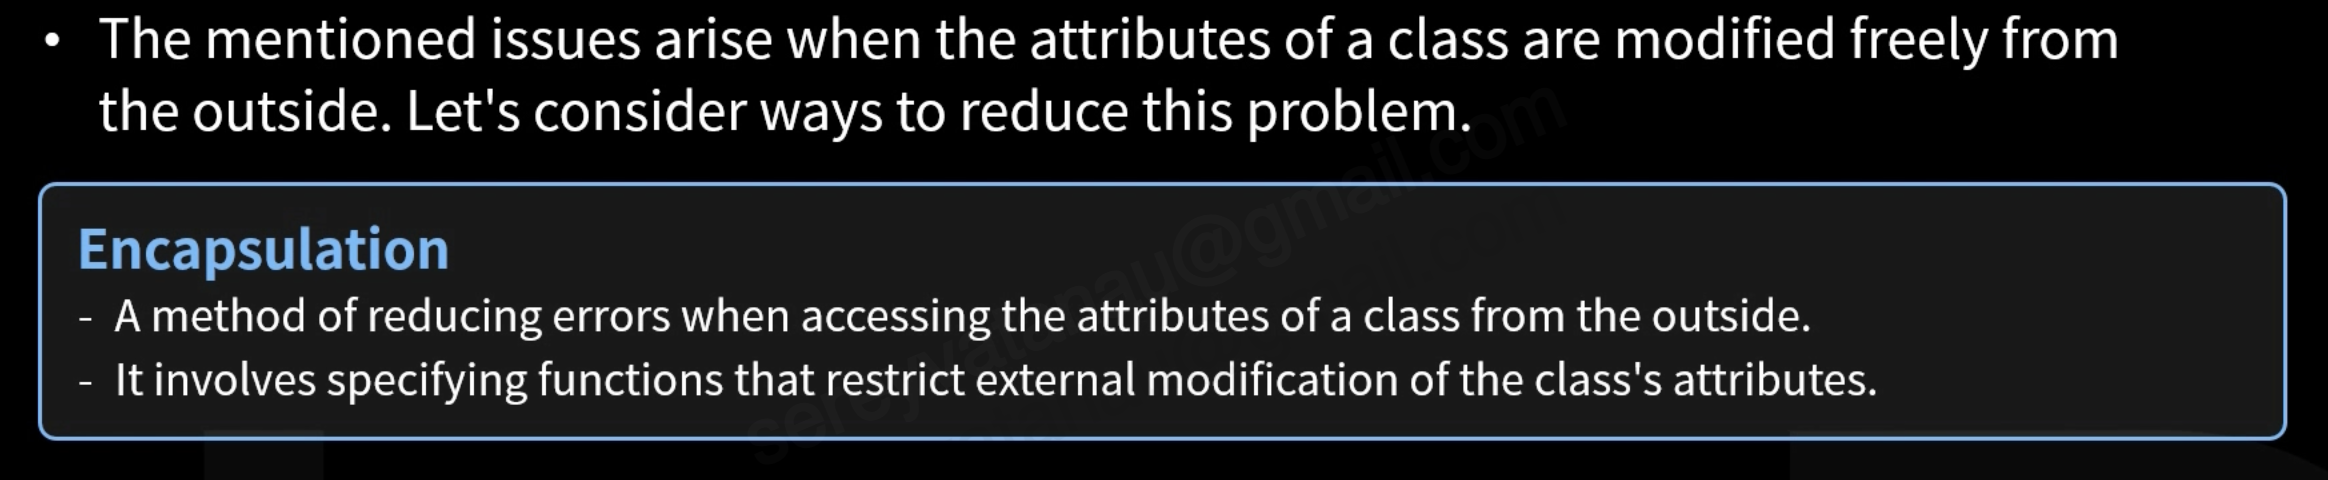 • The mentioned issues arise when the attributes of a class are modified freely from
the outside. Let's consider ways to reduce this problem.
Encapsulation
- A method of reducing errors when accessing the attributes of a class from the outside.
- It involves specifying functions that restrict external modification of the class's attributes.